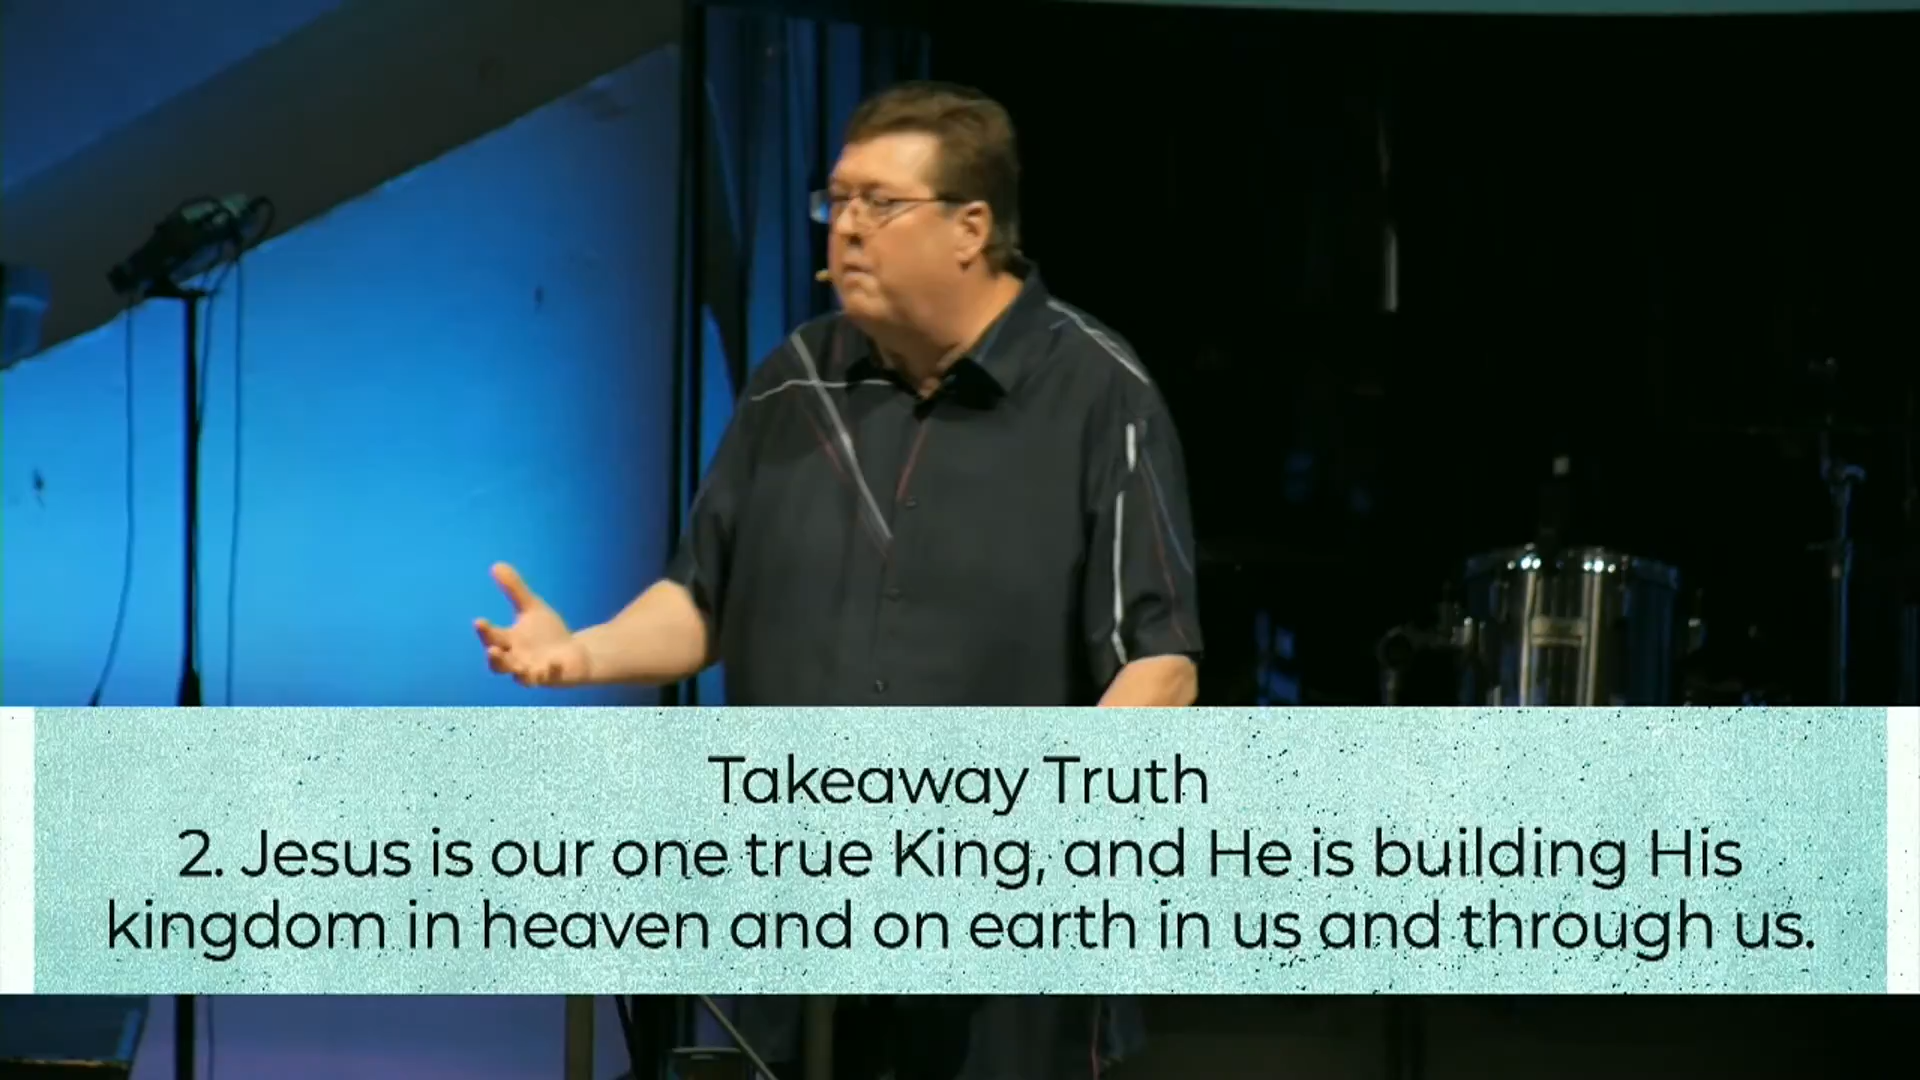 Takeaway Truth
2. Jesus is our one true King, and He is building His
kingdom in heaven and on earth in us and through us.